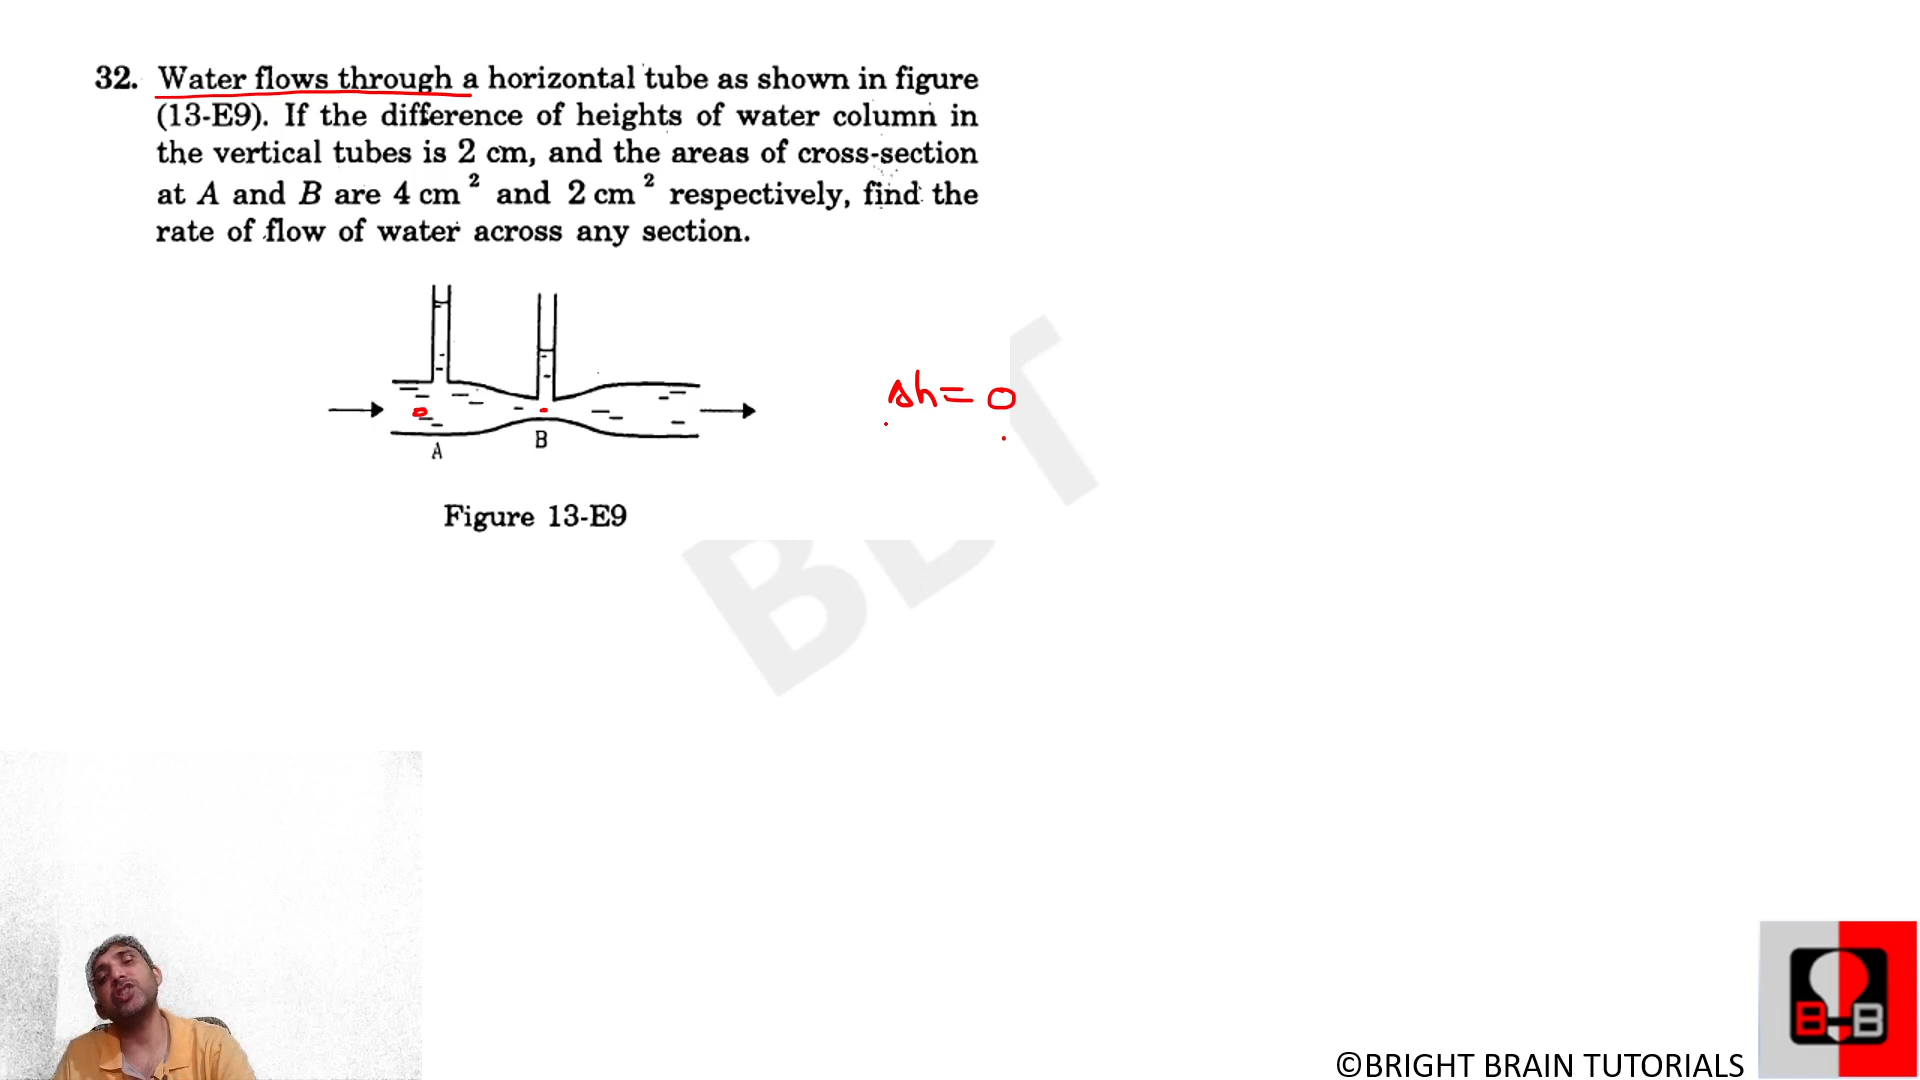 32. Water flows through a horizontal tube as shown in figure
(13-E9). If the difference of heights of water column in
the vertical tubes is 2 cm, and the areas of cross-section
at A and B are 4 cm² and 2 cm² respectively, find the
rate of flow of water across any section.
A
B
Figure 13-E9
Δh = 0
BBT
B-B
©BRIGHT BRAIN TUTORIALS